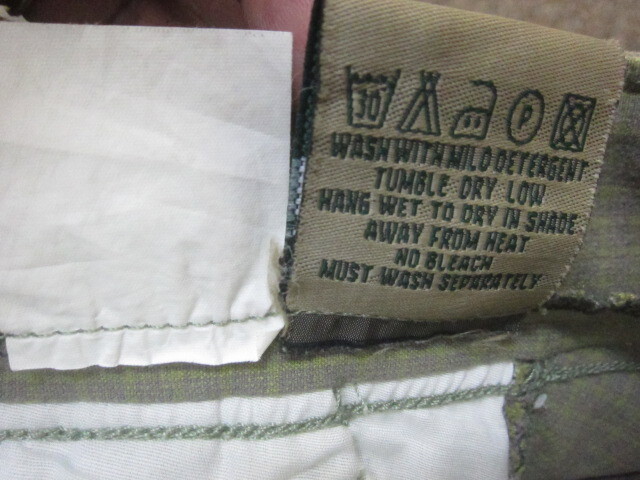 30 P
WASH WITH MILD DETERGENT
TUMBLE DRY LOW
HANG WET TO DRY IN SHADE
AWAY FROM HEAT
NO BLEACH
MUST WASH SEPARATELY